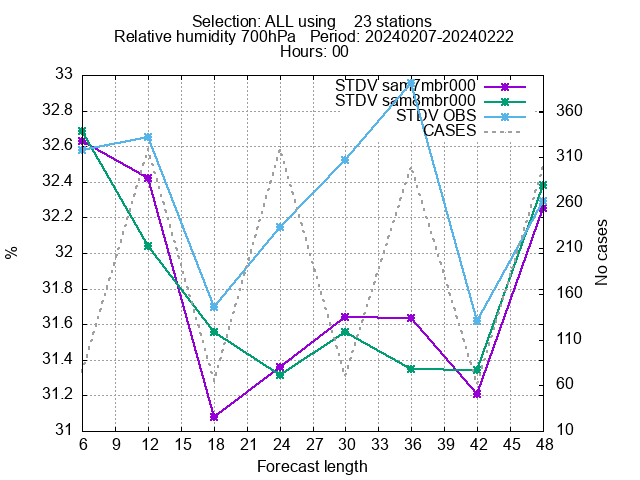 Selection: ALL using 23 stations
Relative humidity 700hPa Period: 20240207-20240222
Hours: 00
STDV sam7mbr000
STDV sam8mbr000
STDV OBS
CASES
33
32.8
32.6
32.4
32.2
32
31.8
31.6
31.4
31.2
31
%
360
310
260
210
160
110
60
10
No cases
6 9 12 15 18 21 24 27 30 33 36 39 42 45 48
Forecast length